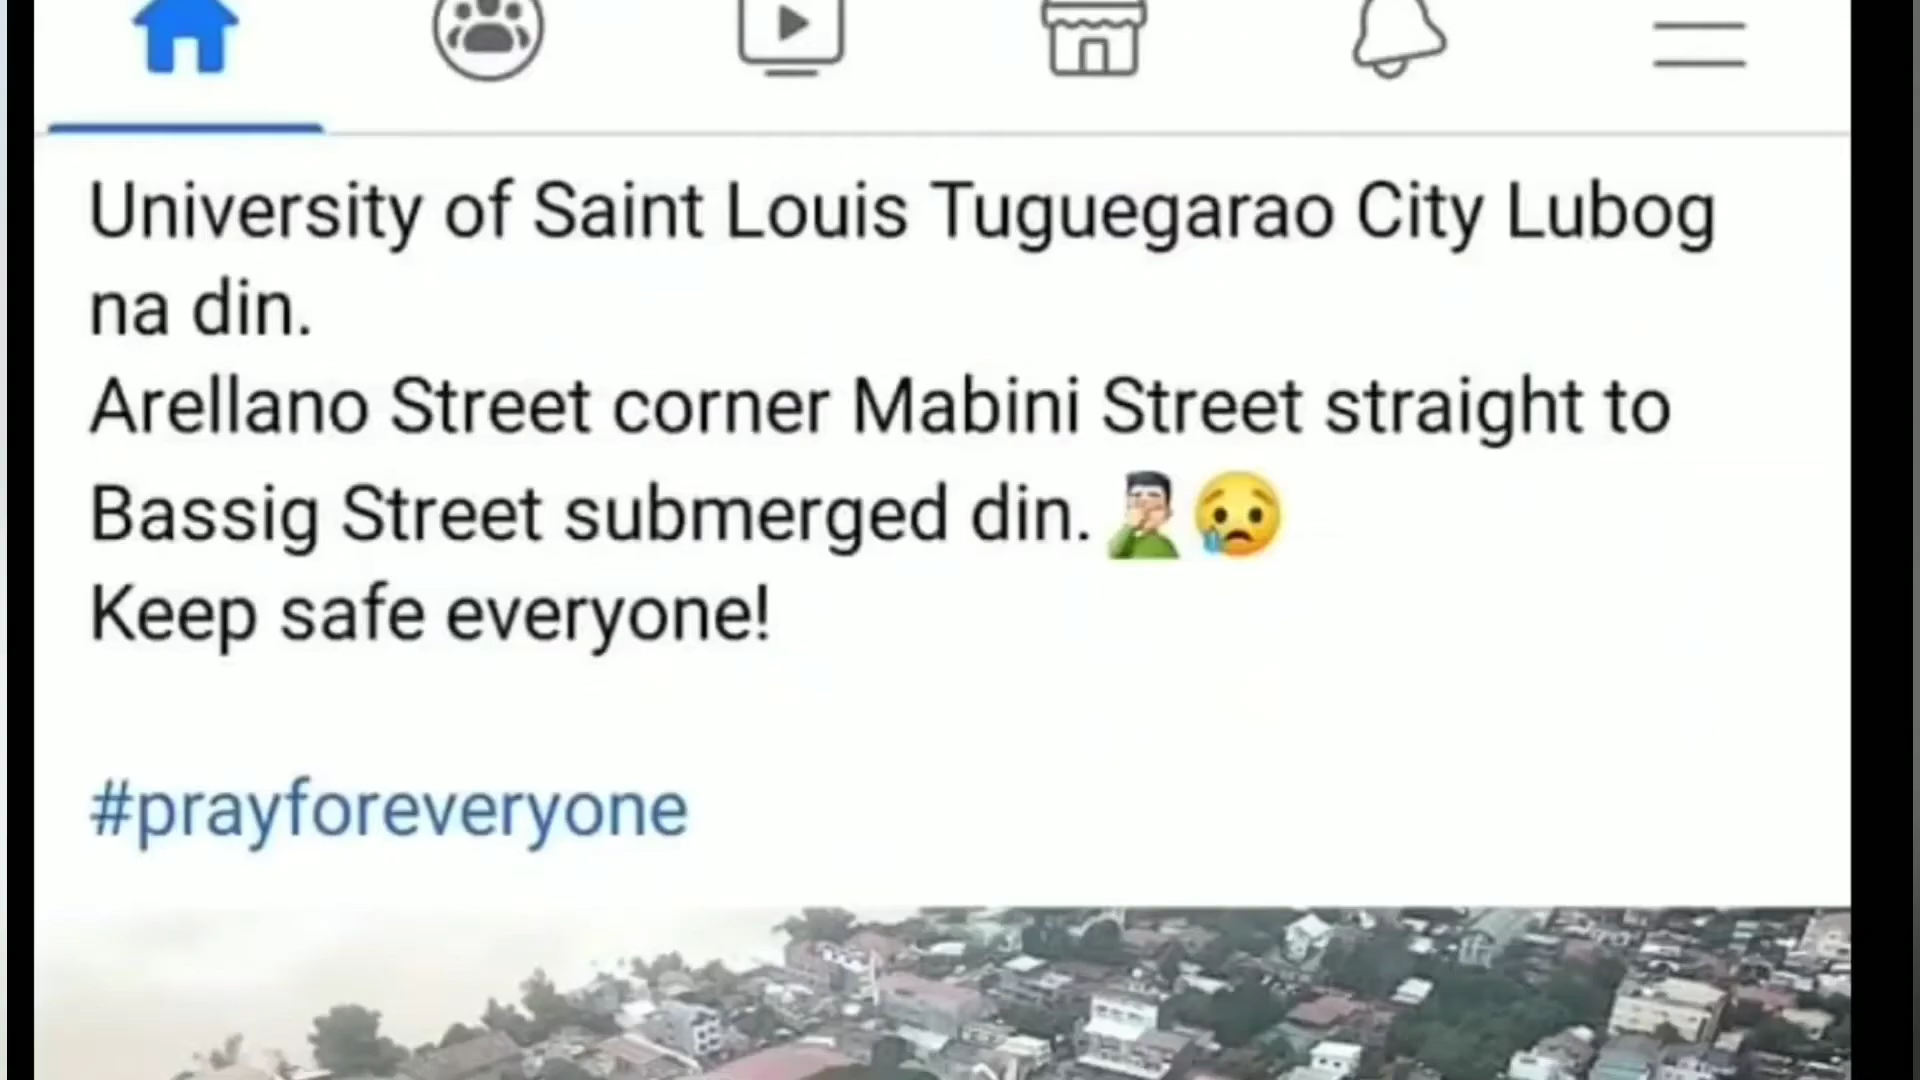 University of Saint Louis Tuguegarao City Lubog
na din.
Arellano Street corner Mabini Street straight to
Bassig Street submerged din.🤦🏻‍♂️😢
Keep safe everyone!
#prayforeveryone